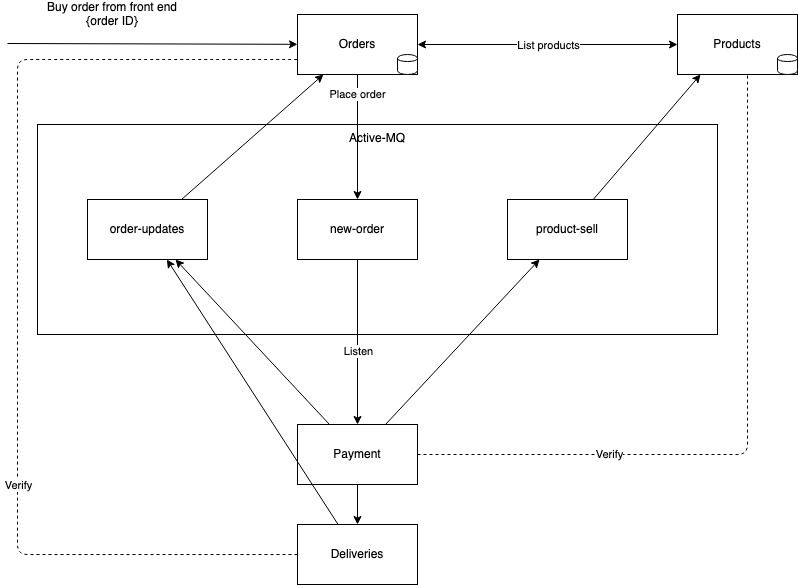 Buy order from front end
{order ID}
Orders
List products
Products
Place order
Active-MQ
order-updates
new-order
product-sell
Listen
Payment
Verify
Verify
Deliveries